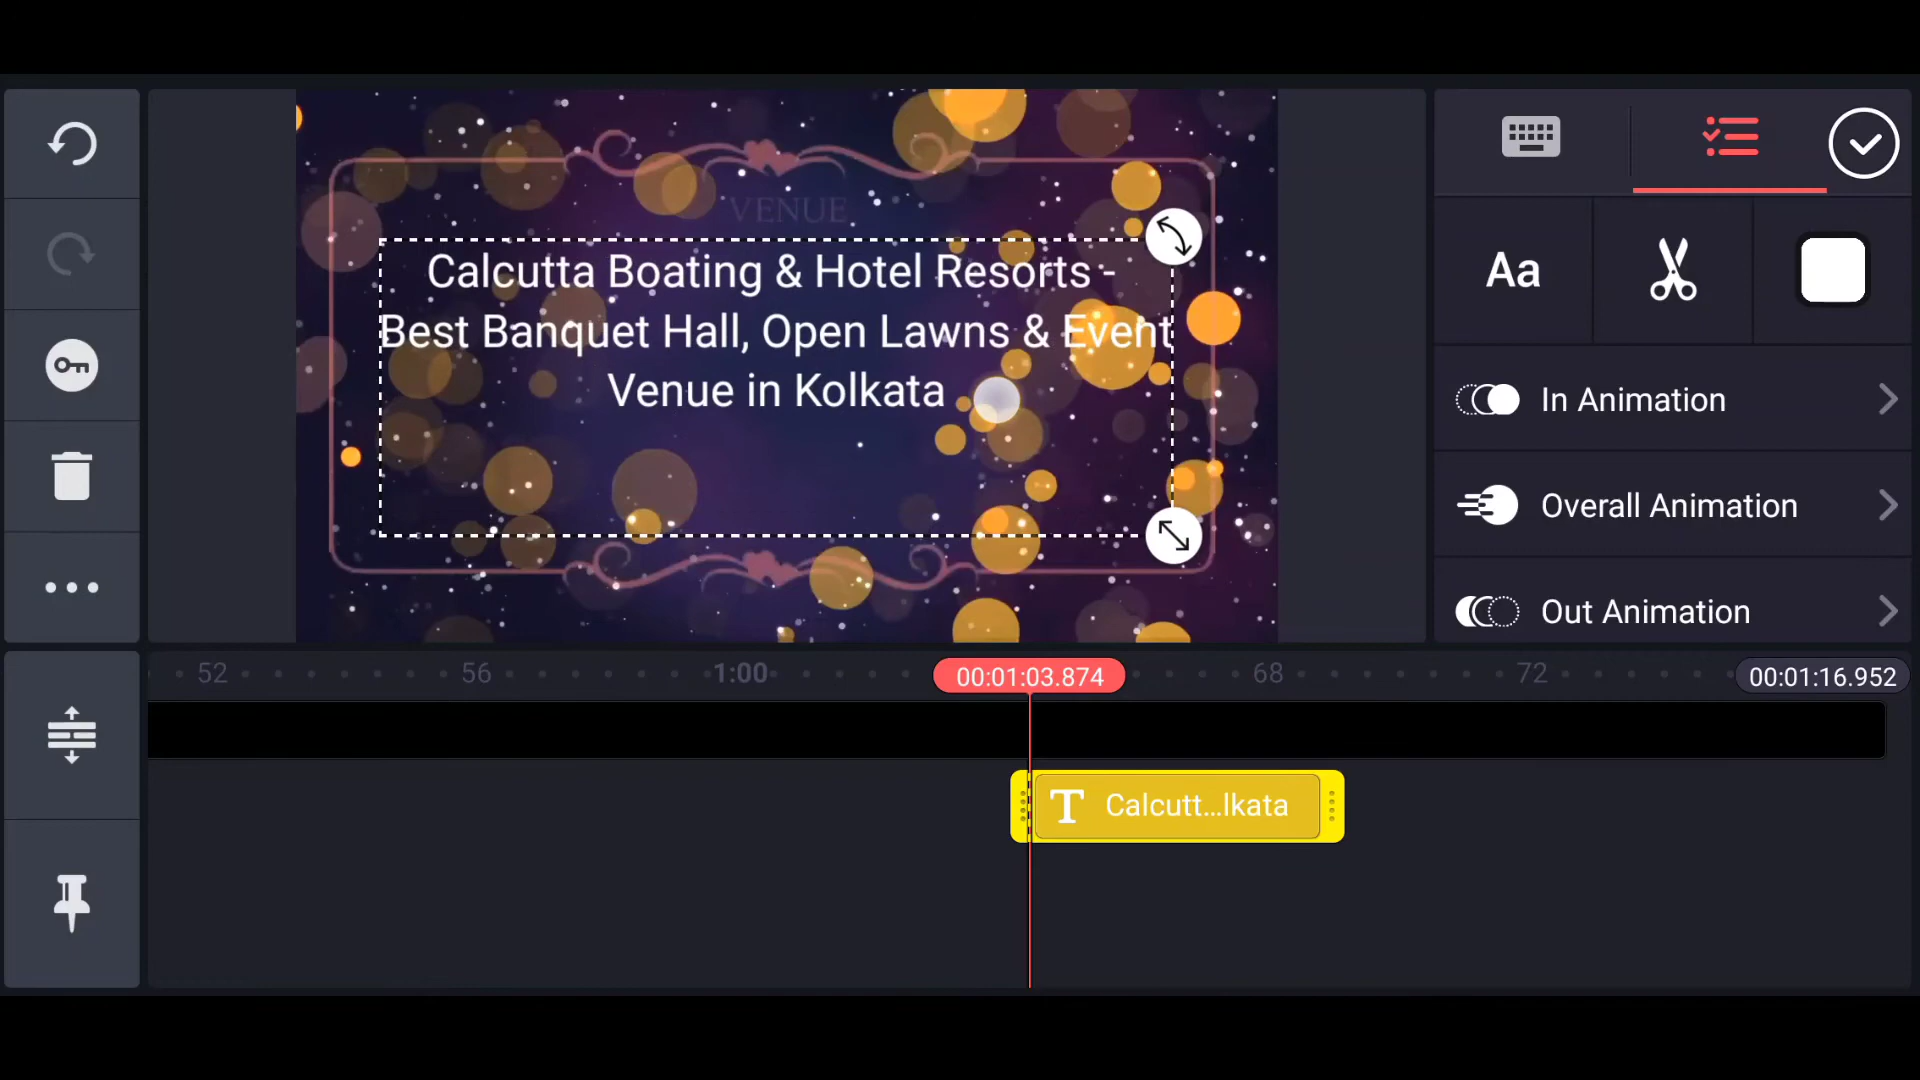 VENUE
Calcutta Boating & Hotel Resorts -
Best Banquet Hall, Open Lawns & Event
Venue in Kolkata
Aa
In Animation
Overall Animation
Out Animation
52
56
1:00
00:01:03.874
68
72
00:01:16.952
T Calcutt...lkata